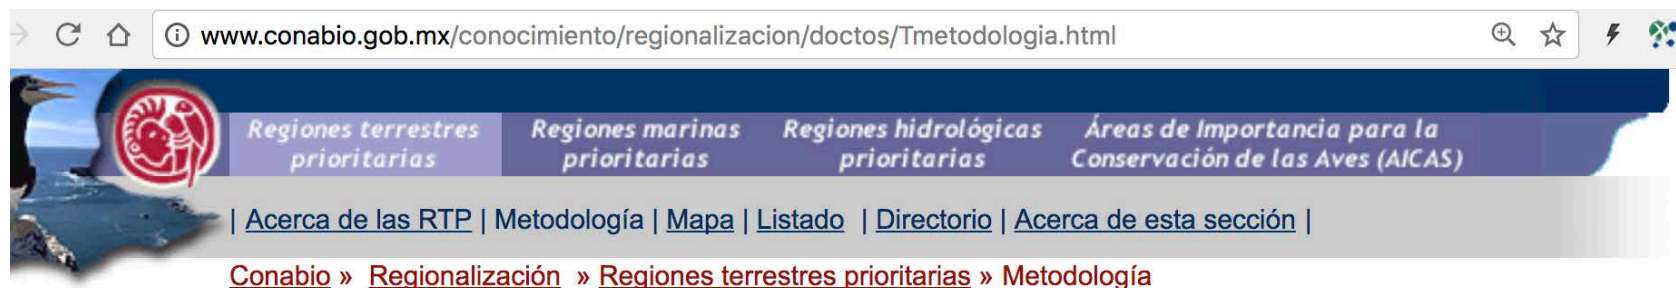 www.conabio.gob.mx/conocimiento/regionalizacion/doctos/Tmetodologia.html
Regiones terrestres prioritarias
Regiones marinas prioritarias
Regiones hidrológicas prioritarias
Áreas de Importancia para la Conservación de las Aves (AICAS)
| Acerca de las RTP | Metodología | Mapa | Listado | Directorio | Acerca de esta sección |
Conabio » Regionalización » Regiones terrestres prioritarias » Metodología